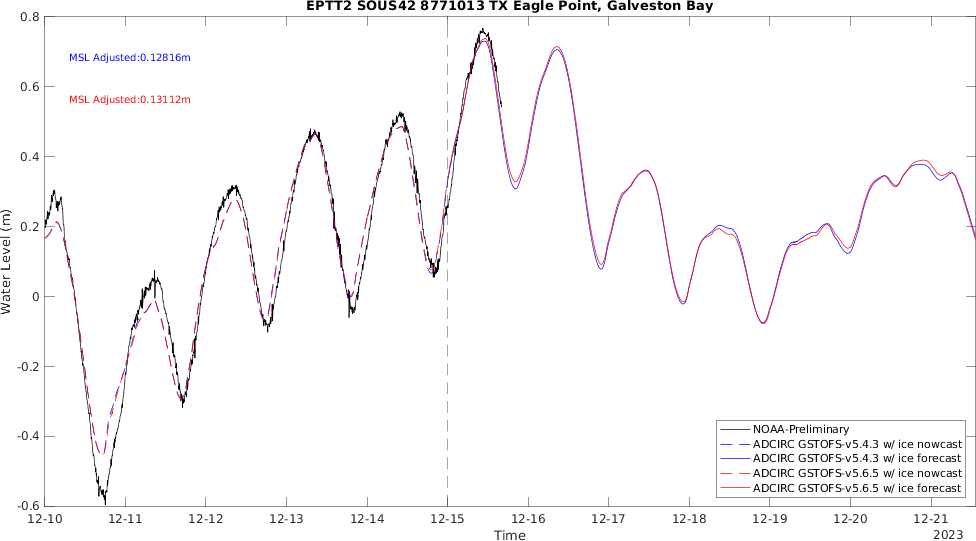 EPTT2 SOUS42 8771013 TX Eagle Point, Galveston Bay
0.8
0.6
0.4
0.2
0
-0.2
-0.4
-0.6
Water Level (m)
MSL Adjusted:0.12816m
MSL Adjusted:0.13112m
NOAA-Preliminary
ADCIRC GSTOFS-v5.4.3 w/ ice nowcast
ADCIRC GSTOFS-v5.4.3 w/ ice forecast
ADCIRC GSTOFS-v5.6.5 w/ ice nowcast
ADCIRC GSTOFS-v5.6.5 w/ ice forecast
12-10 12-11 12-12 12-13 12-14 12-15 12-16 12-17 12-18 12-19 12-20 12-21
Time
2023